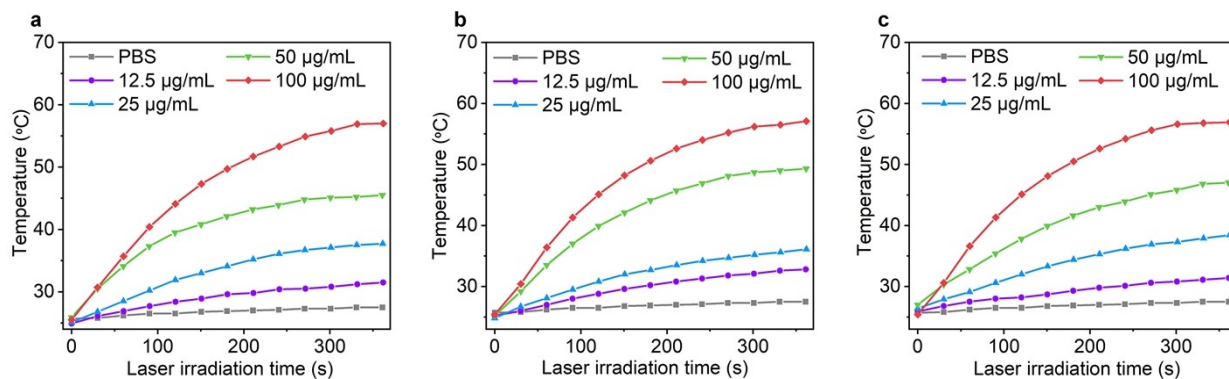 a
70
60
50
40
30
Temperature (ºC)
PBS
50 µg/mL
12.5 µg/mL
100 µg/mL
25 µg/mL
0 100 200 300
Laser irradiation time (s)
b
70
60
50
40
30
Temperature (ºC)
PBS
50 µg/mL
12.5 µg/mL
100 µg/mL
25 µg/mL
0 100 200 300
Laser irradiation time (s)
c
70
60
50
40
30
Temperature (ºC)
PBS
50 µg/mL
12.5 µg/mL
100 µg/mL
25 µg/mL
0 100 200 300
Laser irradiation time (s)